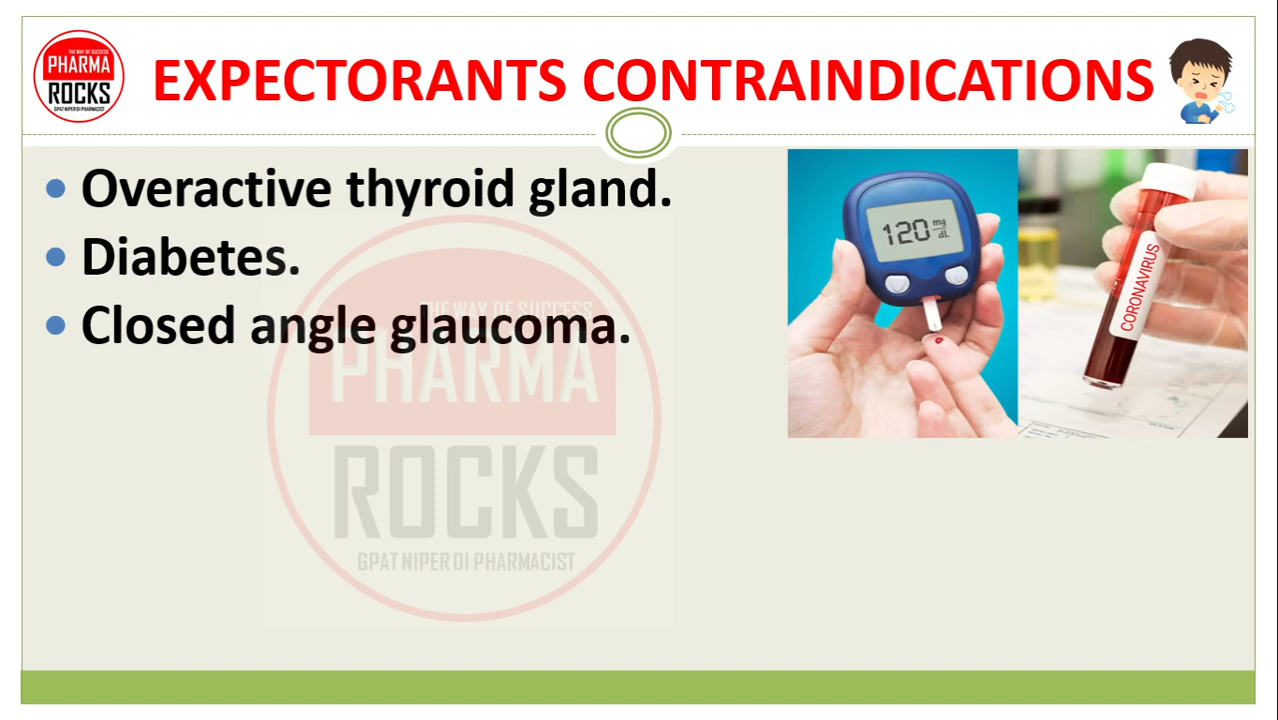 THE WAY OF SUCCESS
PHARMA
ROCKS
GPAT NIPER DI PHARMACIST
EXPECTORANTS CONTRAINDICATIONS
• Overactive thyroid gland.
• Diabetes.
• Closed angle glaucoma.
120 mg/dL
CORONAVIRUS
THE WAY OF SUCCESS
PHARMA
ROCKS
GPAT NIPER DI PHARMACIST